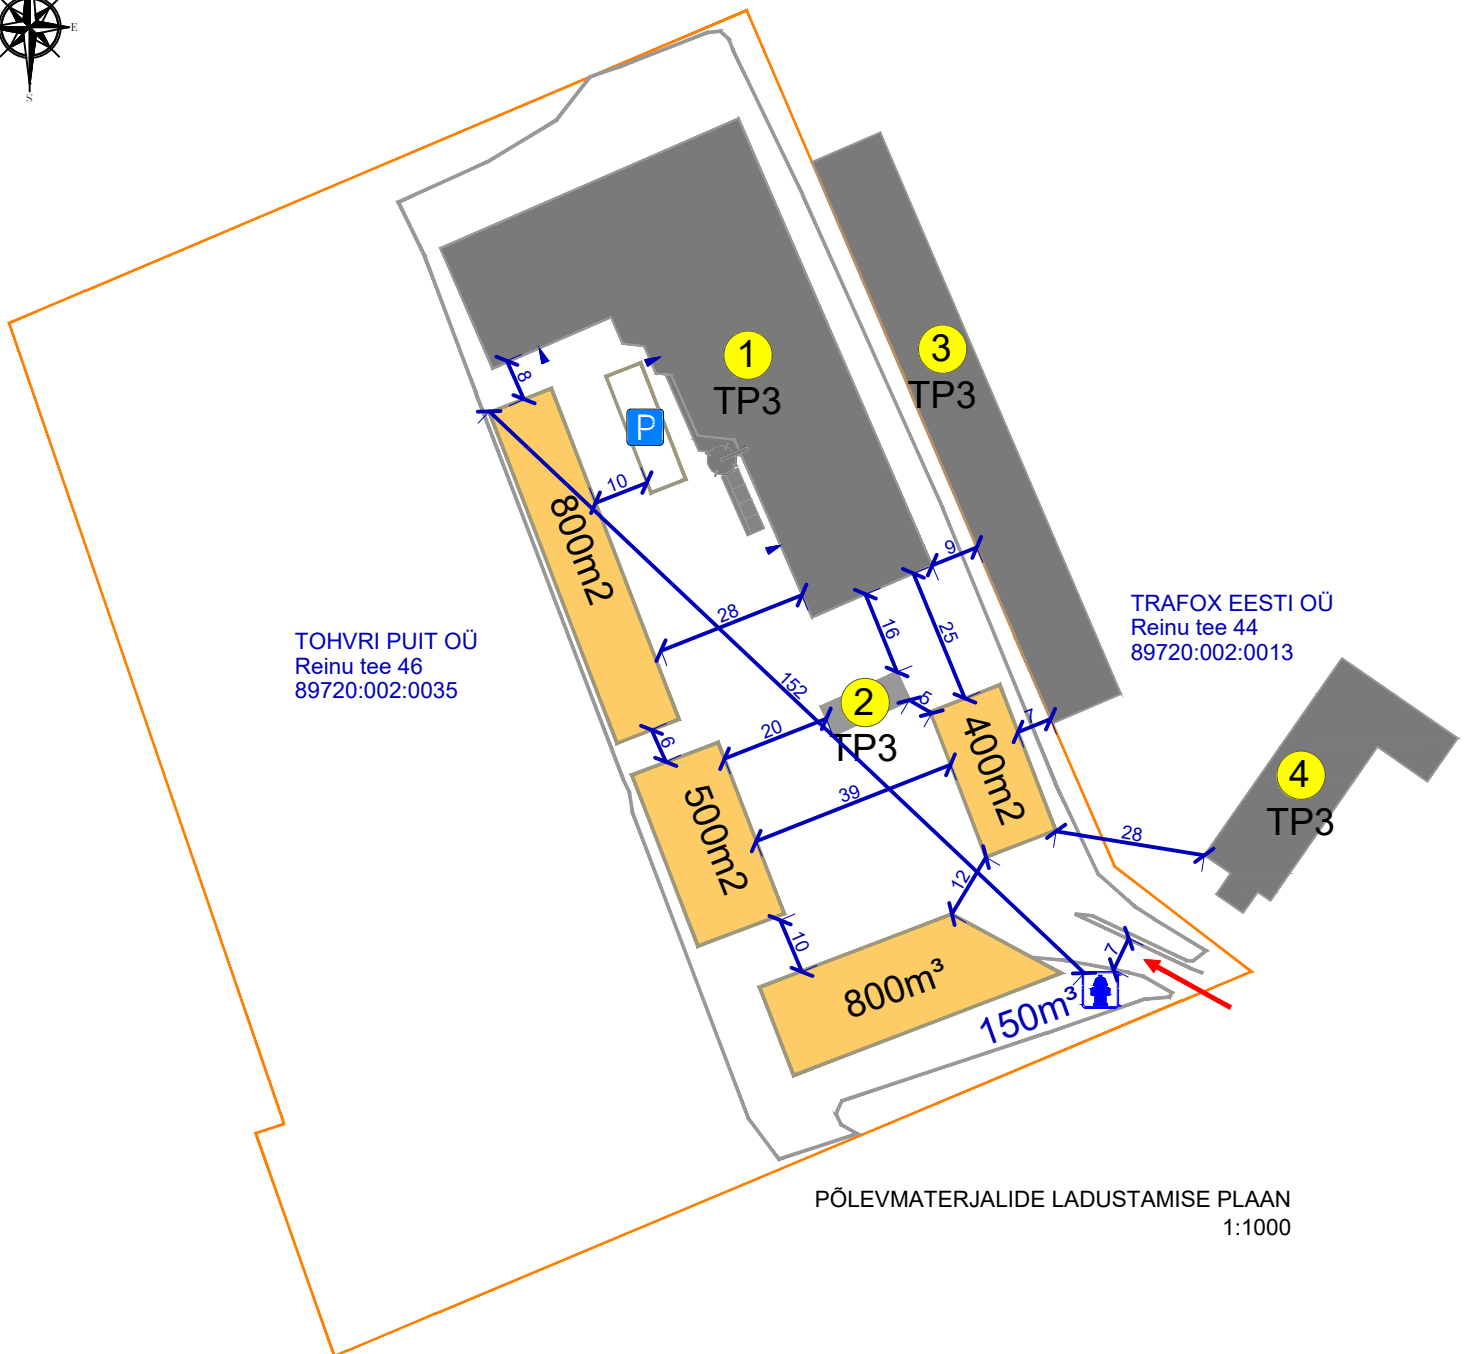 E
S
1
TP3
3
TP3
8
P
10
800m2
9
28
16
25
TRAFOX EESTI OÜ
Reinu tee 44
89720:002:0013
TOHVRI PUIT OÜ
Reinu tee 46
89720:002:0035
152
2
TP3
5
7
6
20
400m2
4
TP3
39
500m2
28
12
10
7
800m³
150m³
PÕLEVMATERJALIDE LADUSTAMISE PLAAN
1:1000